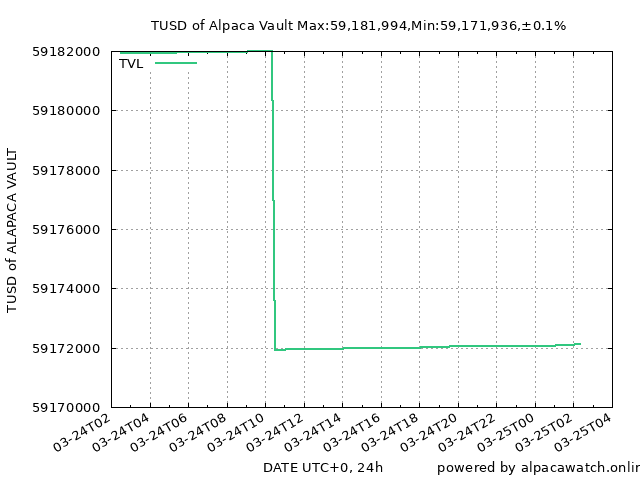 TUSD of Alpaca Vault Max:59,181,994,Min:59,171,936,±0.1%
TVL
59182000
59180000
59178000
59176000
59174000
59172000
59170000
TUSD of ALAPACA VAULT
03-24T02
03-24T04
03-24T06
03-24T08
03-24T10
03-24T12
03-24T14
03-24T16
03-24T18
03-24T20
03-24T22
03-25T00
03-25T02
03-25T04
DATE UTC+0, 24h
powered by alpacawatch.onlin